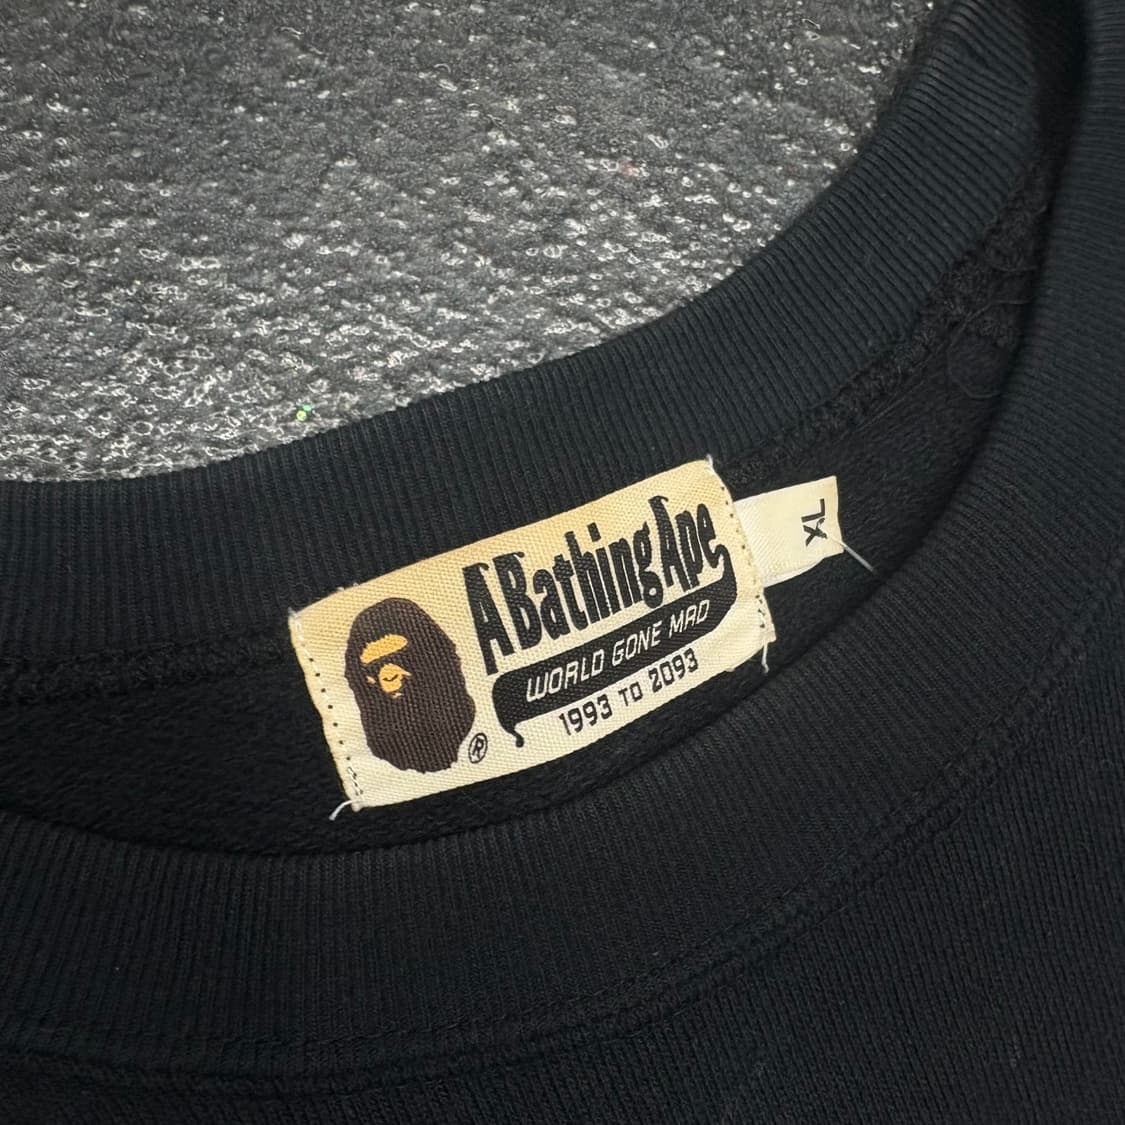 A Bathing Ape
WORLD GONE MAD
1993 TO 2093
®
XL